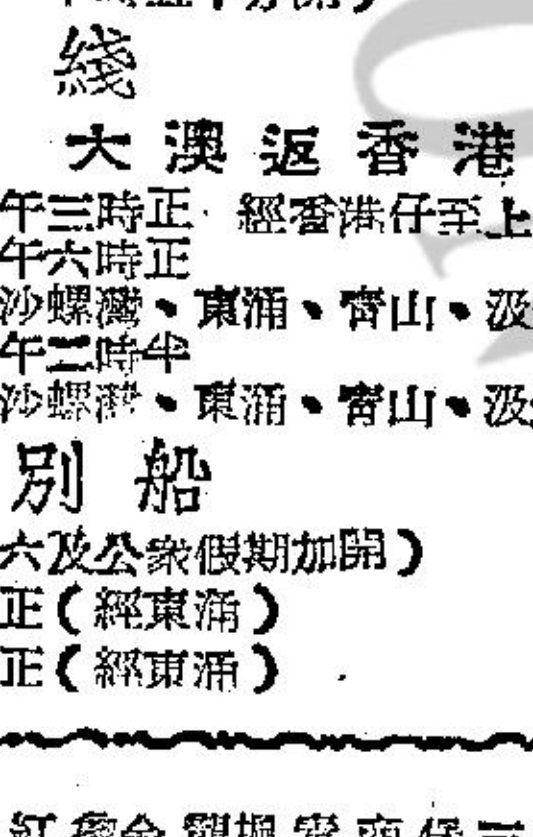 綫
大澳返香港
午三時正 經香港仔至上
午六時正
沙螺灣、東涌、青山、汲
午二時半
沙螺灣、東涌、青山、汲
別船
六及公衆假期加開)
正(經東涌)
正(經東涌)